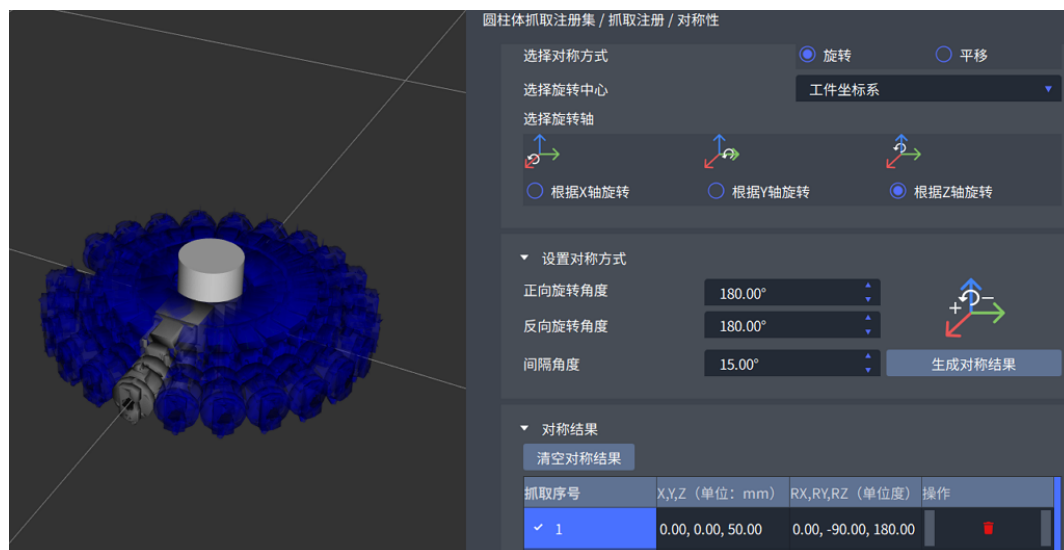 圆柱体抓取注册集 / 抓取注册 / 对称性
选择对称方式 旋转 平移
选择旋转中心 工件坐标系
选择旋转轴
根据X轴旋转 根据Y轴旋转 根据Z轴旋转
设置对称方式
正向旋转角度 180.00°
反向旋转角度 180.00°
+ −
间隔角度 15.00° 生成对称结果
对称结果
清空对称结果
抓取序号 X,Y,Z（单位：mm） RX,RY,RZ（单位度） 操作
1 0.00, 0.00, 50.00 0.00, -90.00, 180.00